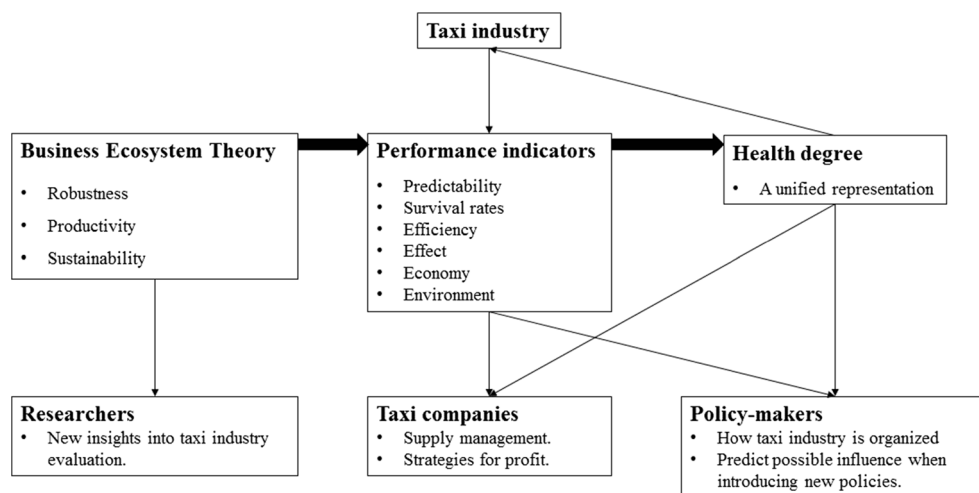 Taxi industry
Business Ecosystem Theory
• Robustness
• Productivity
• Sustainability
Performance indicators
• Predictability
• Survival rates
• Efficiency
• Effect
• Economy
• Environment
Health degree
• A unified representation
Researchers
• New insights into taxi industry
evaluation.
Taxi companies
• Supply management.
• Strategies for profit.
Policy-makers
• How taxi industry is organized
• Predict possible influence when
introducing new policies.